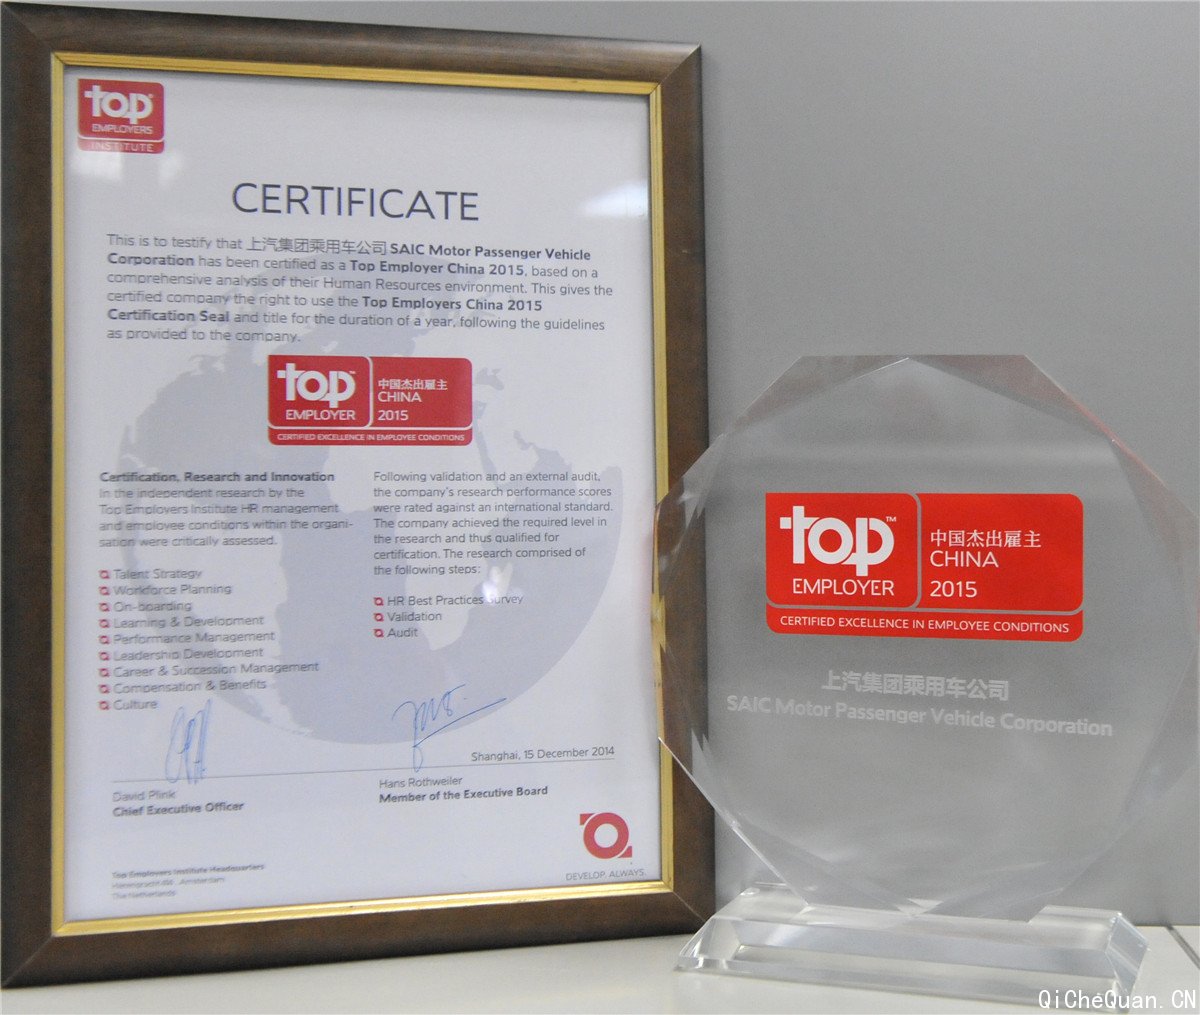 top
EMPLOYERS
INSTITUTE
CERTIFICATE
This is to testify that 上汽集团乘用车公司 SAIC Motor Passenger Vehicle
Corporation has been certified as a Top Employer China 2015, based on a
comprehensive analysis of their Human Resources environment. This gives the
certified company the right to use the Top Employers China 2015
Certification Seal and title for the duration of a year, following the guidelines
as provided to the company.
top
EMPLOYER
中国杰出雇主
CHINA
2015
CERTIFIED EXCELLENCE IN EMPLOYEE CONDITIONS
Certification, Research and Innovation
In the independent research by the
Top Employers Institute HR management
and employee conditions within the organi-
sation were critically assessed.
Talent Strategy
Workforce Planning
On-boarding
Learning & Development
Performance Management
Leadership Development
Career & Succession Management
Compensation & Benefits
Culture
Following validation and an external audit,
the company's research performance scores
were rated against an international standard.
The company achieved the required level in
the research and thus qualified for
certification. The research comprised of
the following steps:
HR Best Practices Survey
Validation
Audit
Shanghai, 15 December 2014
David Plink
Chief Executive Officer
Hans Rothweiler
Member of the Executive Board
Top Employers Institute Headquarters
Amsterdam
The Netherlands
DEVELOP. ALWAYS.
top™
EMPLOYER
中国杰出雇主
CHINA
2015
CERTIFIED EXCELLENCE IN EMPLOYEE CONDITIONS
上汽集团乘用车公司
SAIC Motor Passenger Vehicle Corporation
QiCheQuan.CN